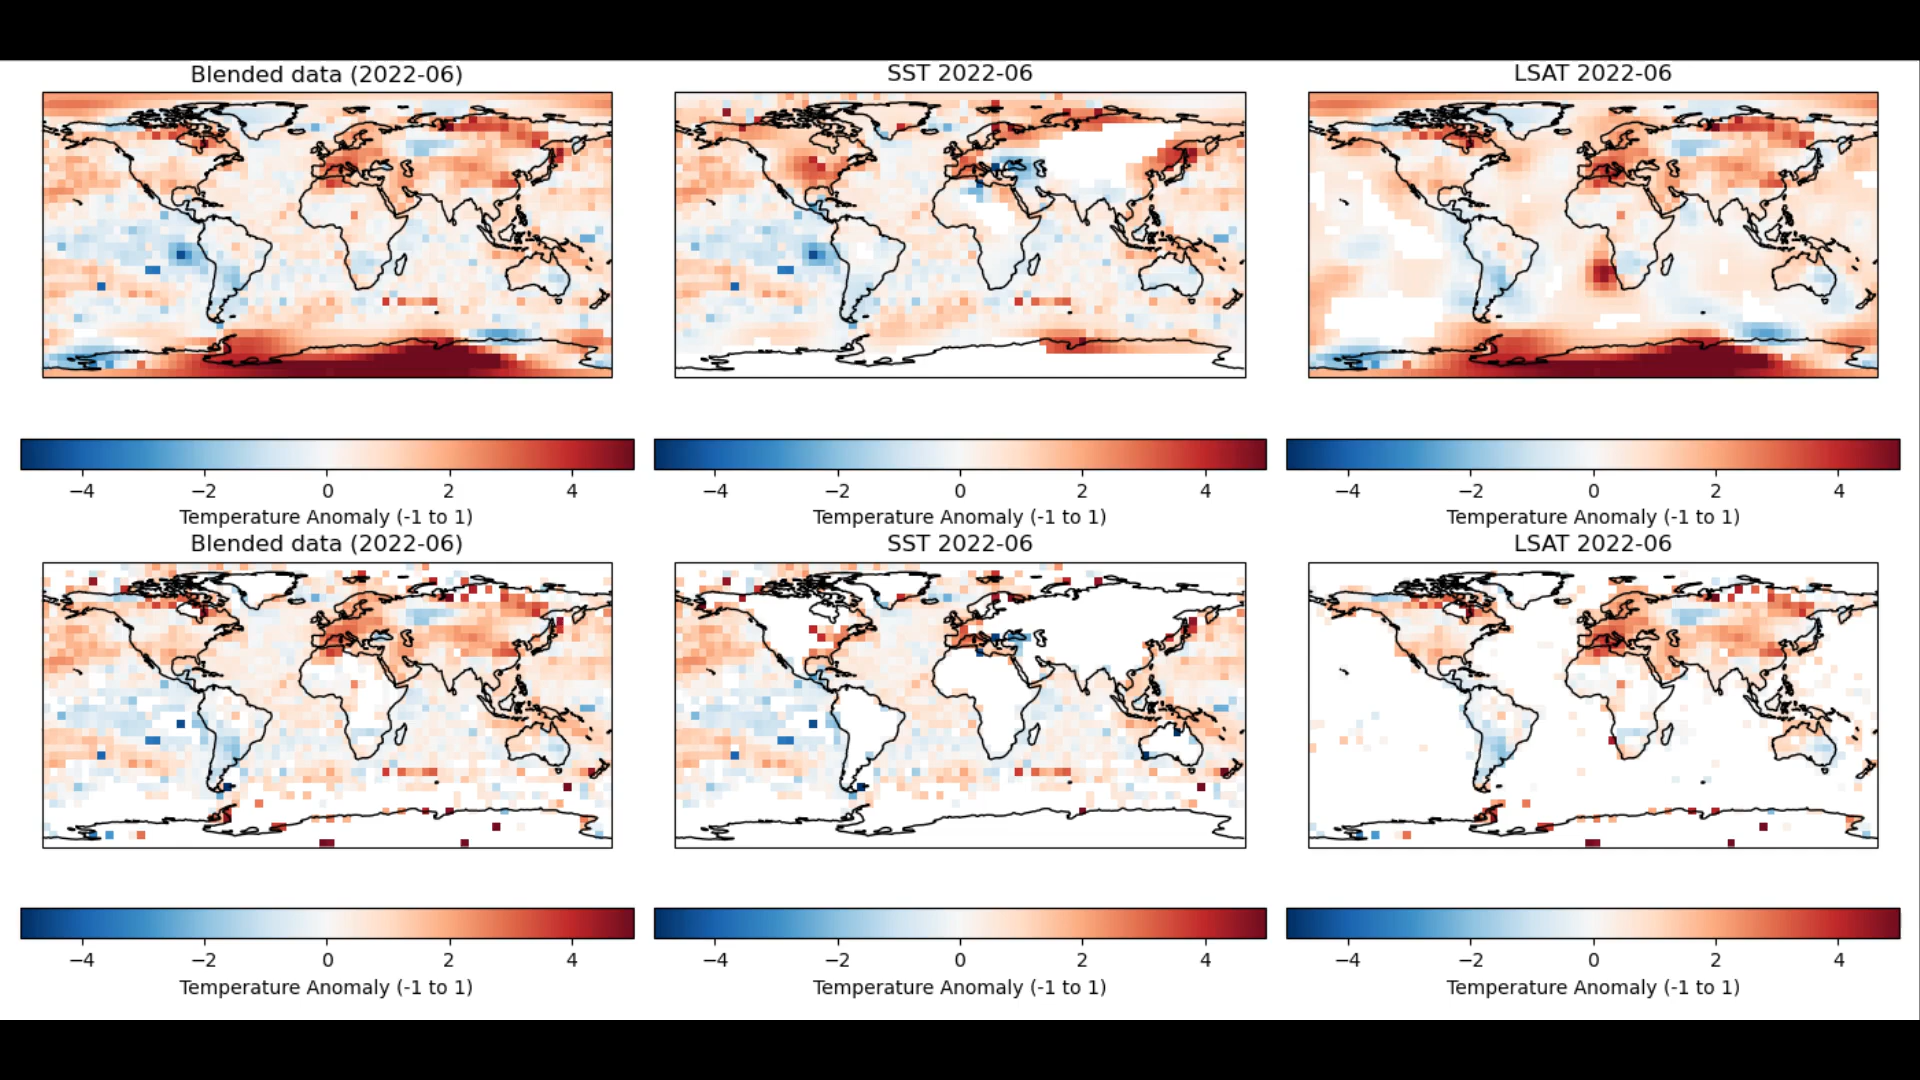 Blended data (2022-06)
SST 2022-06
LSAT 2022-06
−4 −2 0 2 4
−4 −2 0 2 4
−4 −2 0 2 4
Temperature Anomaly (-1 to 1)
Temperature Anomaly (-1 to 1)
Temperature Anomaly (-1 to 1)
Blended data (2022-06)
SST 2022-06
LSAT 2022-06
−4 −2 0 2 4
−4 −2 0 2 4
−4 −2 0 2 4
Temperature Anomaly (-1 to 1)
Temperature Anomaly (-1 to 1)
Temperature Anomaly (-1 to 1)